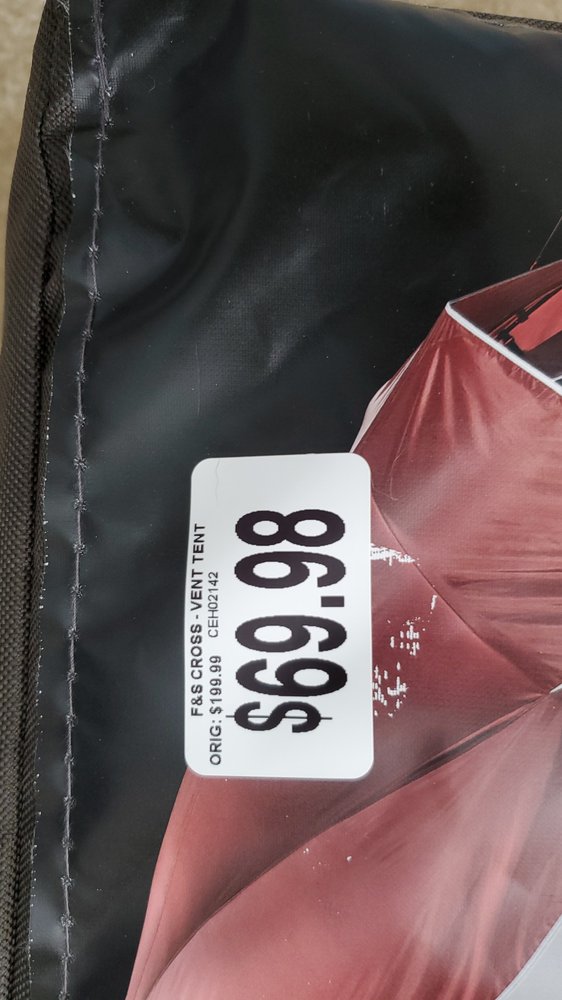 F&S CROSS - VENT TENT
ORIG: $199.99 CEH02142
$69.98